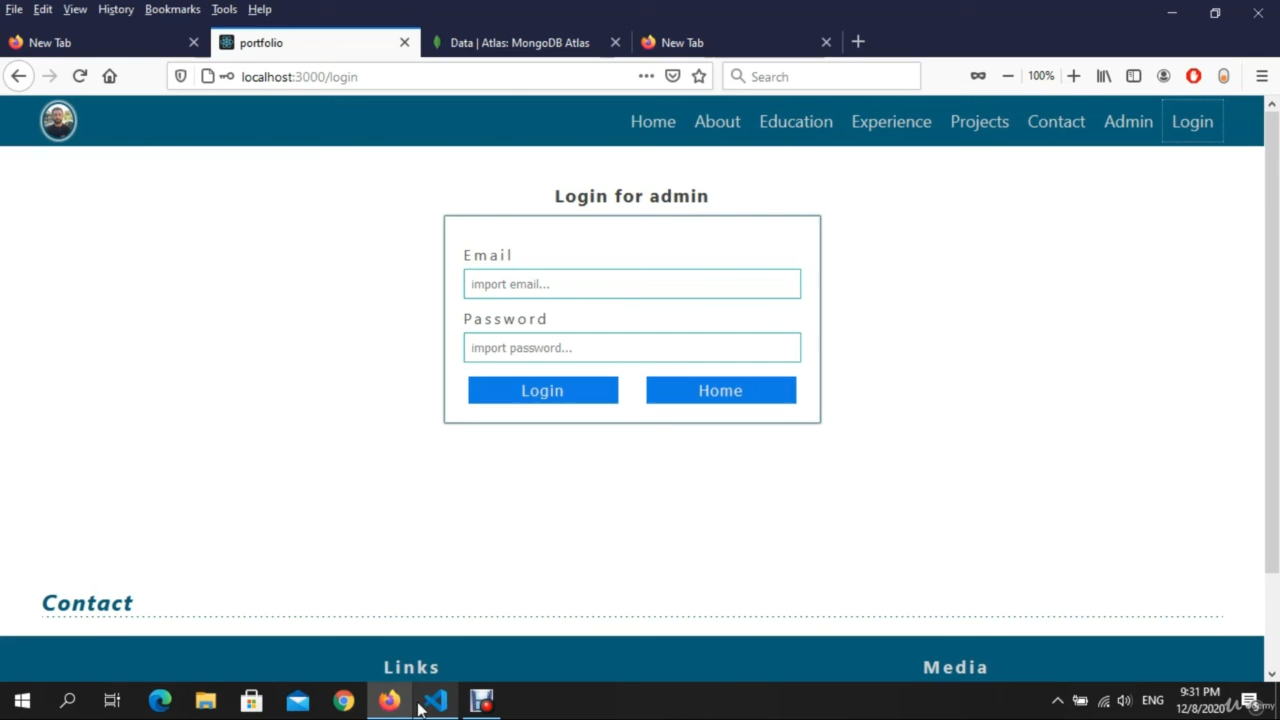 File Edit View History Bookmarks Tools Help
New Tab
portfolio
Data | Atlas: MongoDB Atlas
New Tab
localhost:3000/login
Search
100%
Home About Education Experience Projects Contact Admin Login
Login for admin
Email
import email...
Password
import password...
Login
Home
Contact
Links
Media
ENG
9:31 PM
12/8/2020